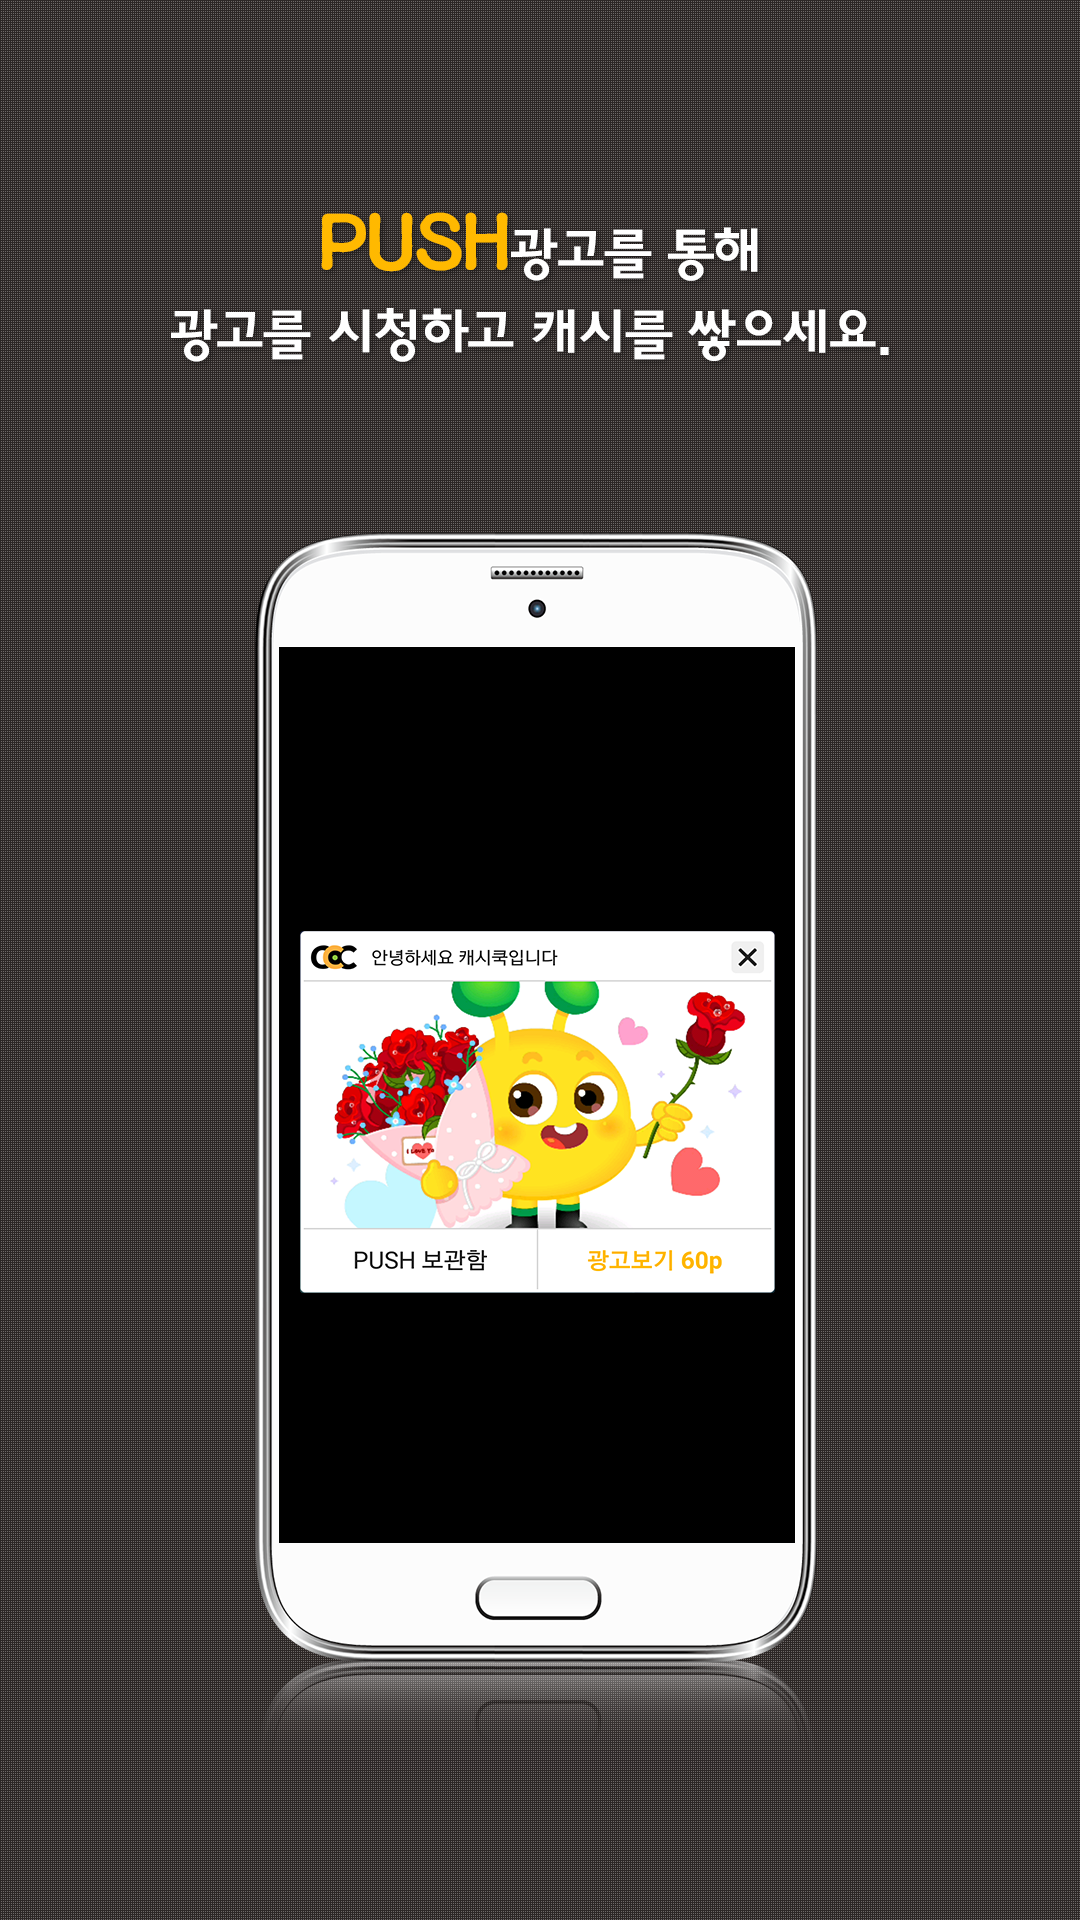 PUSH광고를 통해
광고를 시청하고 캐시를 쌓으세요.
CCC 안녕하세요 캐시쿡입니다
I LOVE YO
PUSH 보관함
광고보기 60p